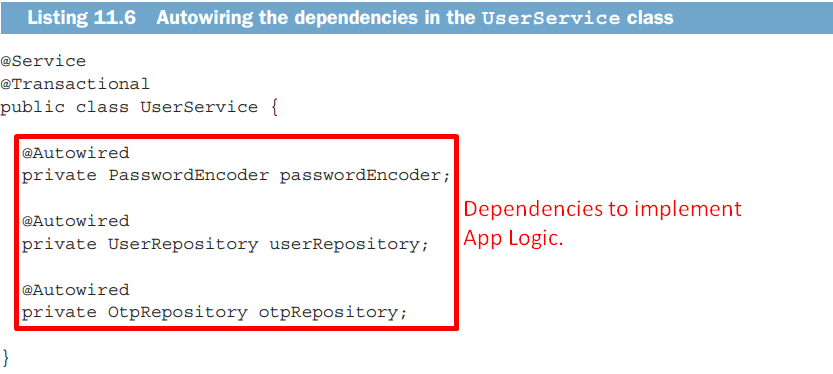 Listing 11.6 Autowiring the dependencies in the UserService class
@Service
@Transactional
public class UserService {
@Autowired
private PasswordEncoder passwordEncoder;
@Autowired
private UserRepository userRepository;
@Autowired
private OtpRepository otpRepository;
}
Dependencies to implement
App Logic.